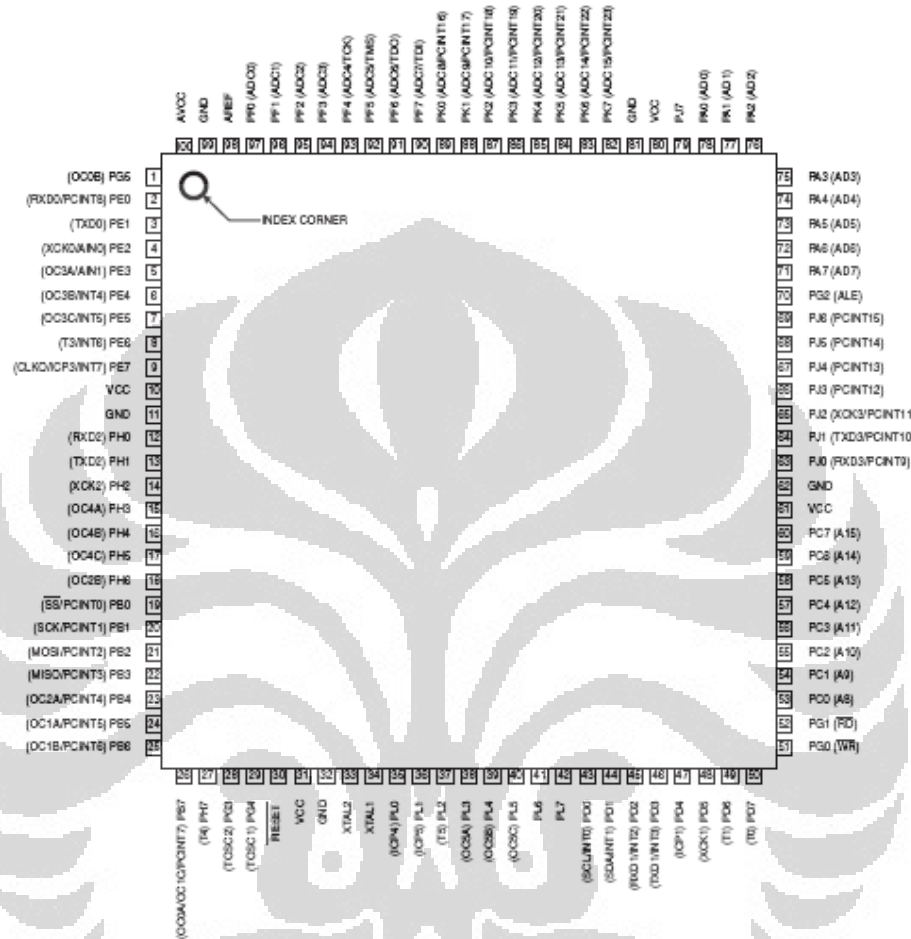 AVCC
GND
AREF
PF0 (ADC0)
PF1 (ADC1)
PF2 (ADC2)
PF3 (ADC3)
PF4 (ADC4/TCK)
PF5 (ADC5/TMS)
PF6 (ADC6/TDO)
PF7 (ADC7/TDI)
PK0 (ADC8/PCINT16)
PK1 (ADC9/PCINT17)
PK2 (ADC10/PCINT18)
PK3 (ADC11/PCINT19)
PK4 (ADC12/PCINT20)
PK5 (ADC13/PCINT21)
PK6 (ADC14/PCINT22)
PK7 (ADC15/PCINT23)
GND
VCC
PJ7
PA0 (AD0)
PA1 (AD1)
PA2 (AD2)
100 99 98 97 96 95 94 93 92 91 90 89 88 87 86 85 84 83 82 81 80 79 78 77 76
INDEX CORNER
(OC0B) PG5 1
(RXD0/PCINT8) PE0 2
(TXD0) PE1 3
(XCK0/AIN0) PE2 4
(OC3A/AIN1) PE3 5
(OC3B/INT4) PE4 6
(OC3C/INT5) PE5 7
(T3/INT6) PE6 8
(CLKO/ICP3/INT7) PE7 9
VCC 10
GND 11
(RXD2) PH0 12
(TXD2) PH1 13
(XCK2) PH2 14
(OC4A) PH3 15
(OC4B) PH4 16
(OC4C) PH5 17
(OC2B) PH6 18
(SS/PCINT0) PB0 19
(SCK/PCINT1) PB1 20
(MOSI/PCINT2) PB2 21
(MISO/PCINT3) PB3 22
(OC2A/PCINT4) PB4 23
(OC1A/PCINT5) PB5 24
(OC1B/PCINT6) PB6 25
75 PA3 (AD3)
74 PA4 (AD4)
73 PA5 (AD5)
72 PA6 (AD6)
71 PA7 (AD7)
70 PG2 (ALE)
69 PJ6 (PCINT15)
68 PJ5 (PCINT14)
67 PJ4 (PCINT13)
66 PJ3 (PCINT12)
65 PJ2 (XCK3/PCINT11
64 PJ1 (TXD3/PCINT10
63 PJ0 (RXD3/PCINT9)
62 GND
61 VCC
60 PC7 (A15)
59 PC6 (A14)
58 PC5 (A13)
57 PC4 (A12)
56 PC3 (A11)
55 PC2 (A10)
54 PC1 (A9)
53 PC0 (A8)
52 PG1 (RD)
51 PG0 (WR)
26 27 28 29 30 31 32 33 34 35 36 37 38 39 40 41 42 43 44 45 46 47 48 49 50
(OC0A/OC1C/PCINT7) PB7
(T4) PH7
(TOSC2) PG3
(TOSC1) PG4
RESET
VCC
GND
XTAL2
XTAL1
(ICP4) PL0
(ICP5) PL1
(T5) PL2
(OC5A) PL3
(OC5B) PL4
(OC5C) PL5
PL6
PL7
(SCL/INT0) PD0
(SDA/INT1) PD1
(RXD1/INT2) PD2
(TXD1/INT3) PD3
(ICP1) PD4
(XCK1) PD5
(T1) PD6
(T0) PD7